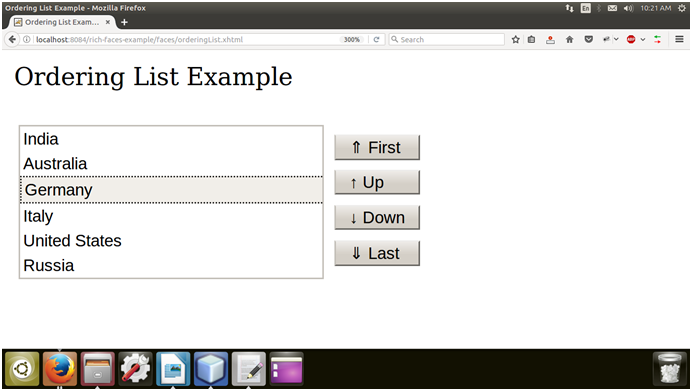 Ordering List Example - Mozilla Firefox
En
10:21 AM
Ordering List Exam...
localhost:8084/rich-faces-example/faces/orderingList.xhtml
300%
Search
ABP
Ordering List Example
India
Australia
Germany
Italy
United States
Russia
⇑ First
↑ Up
↓ Down
⇓ Last